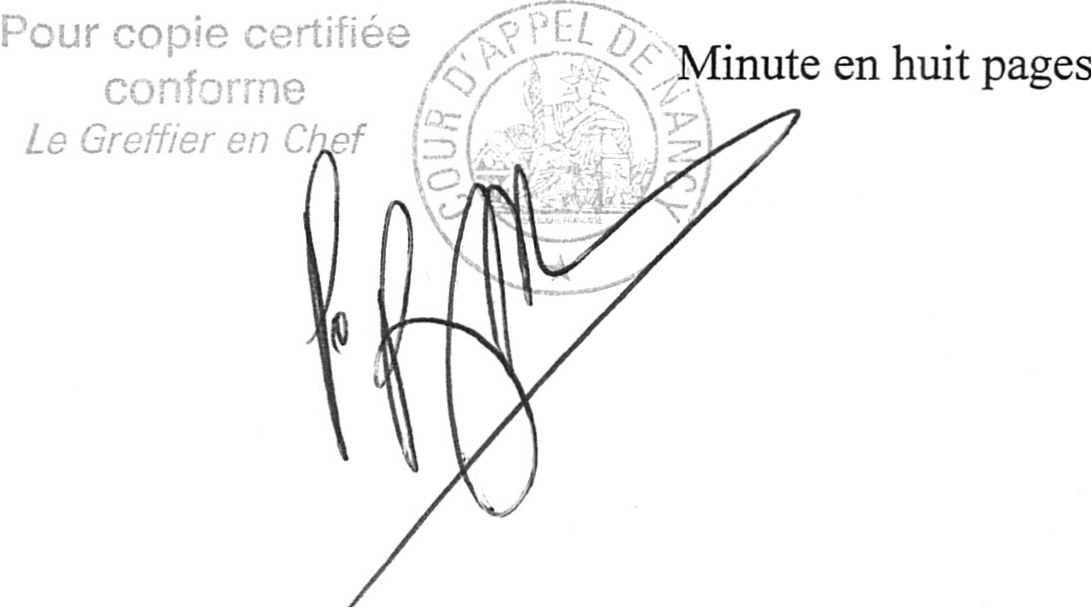 Pour copie certifiée
conforme
Le Greffier en Chef
COUR D'APPEL DE NANCY
Minute en huit pages